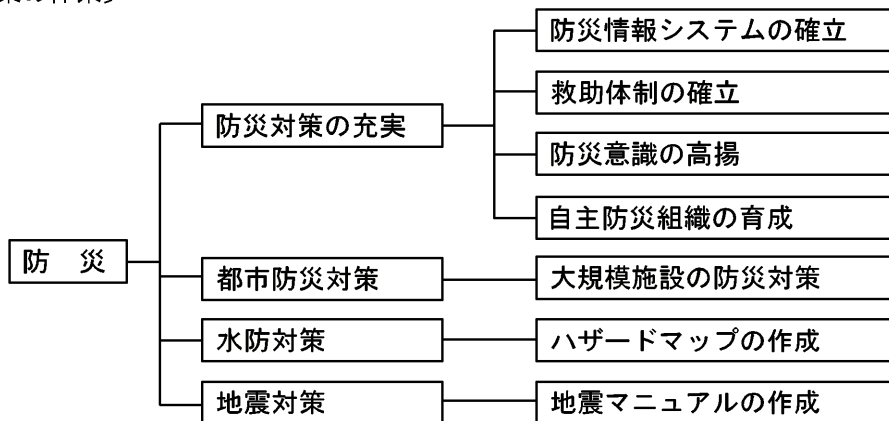 防災情報システムの確立
救助体制の確立
防災対策の充実
防災意識の高揚
自主防災組織の育成
防　災
都市防災対策
大規模施設の防災対策
水防対策
ハザードマップの作成
地震対策
地震マニュアルの作成